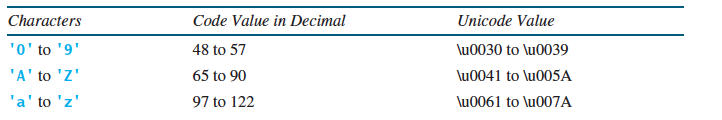 Characters Code Value in Decimal Unicode Value
'0' to '9' 48 to 57 \u0030 to \u0039
'A' to 'Z' 65 to 90 \u0041 to \u005A
'a' to 'z' 97 to 122 \u0061 to \u007A